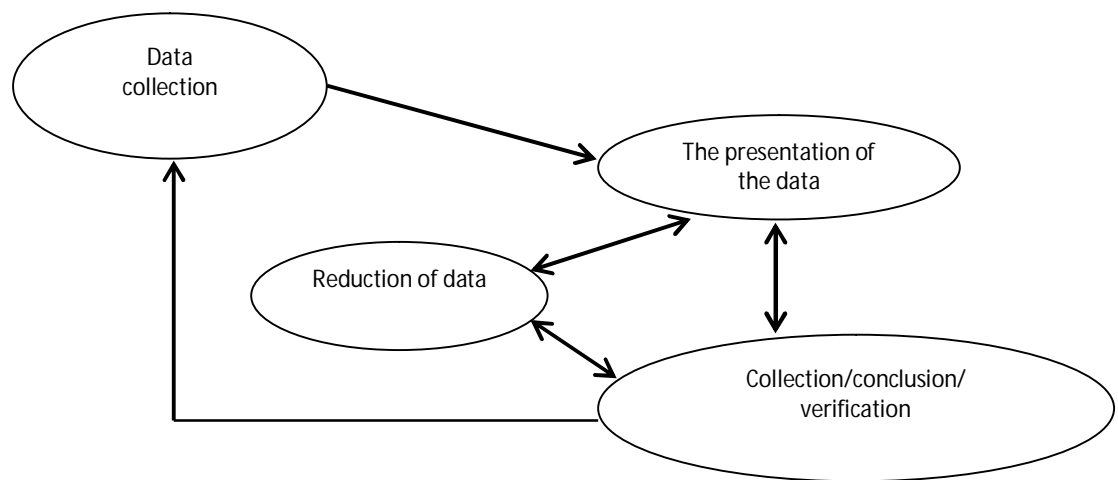 Data
collection
The presentation of
the data
Reduction of data
Collection/conclusion/
verification